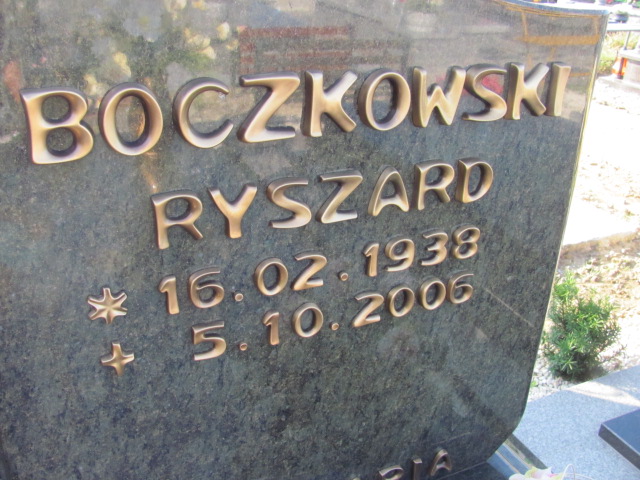 BOCZKOWSKI
RYSZARD
* 16.02.1938
+ 5.10.2006